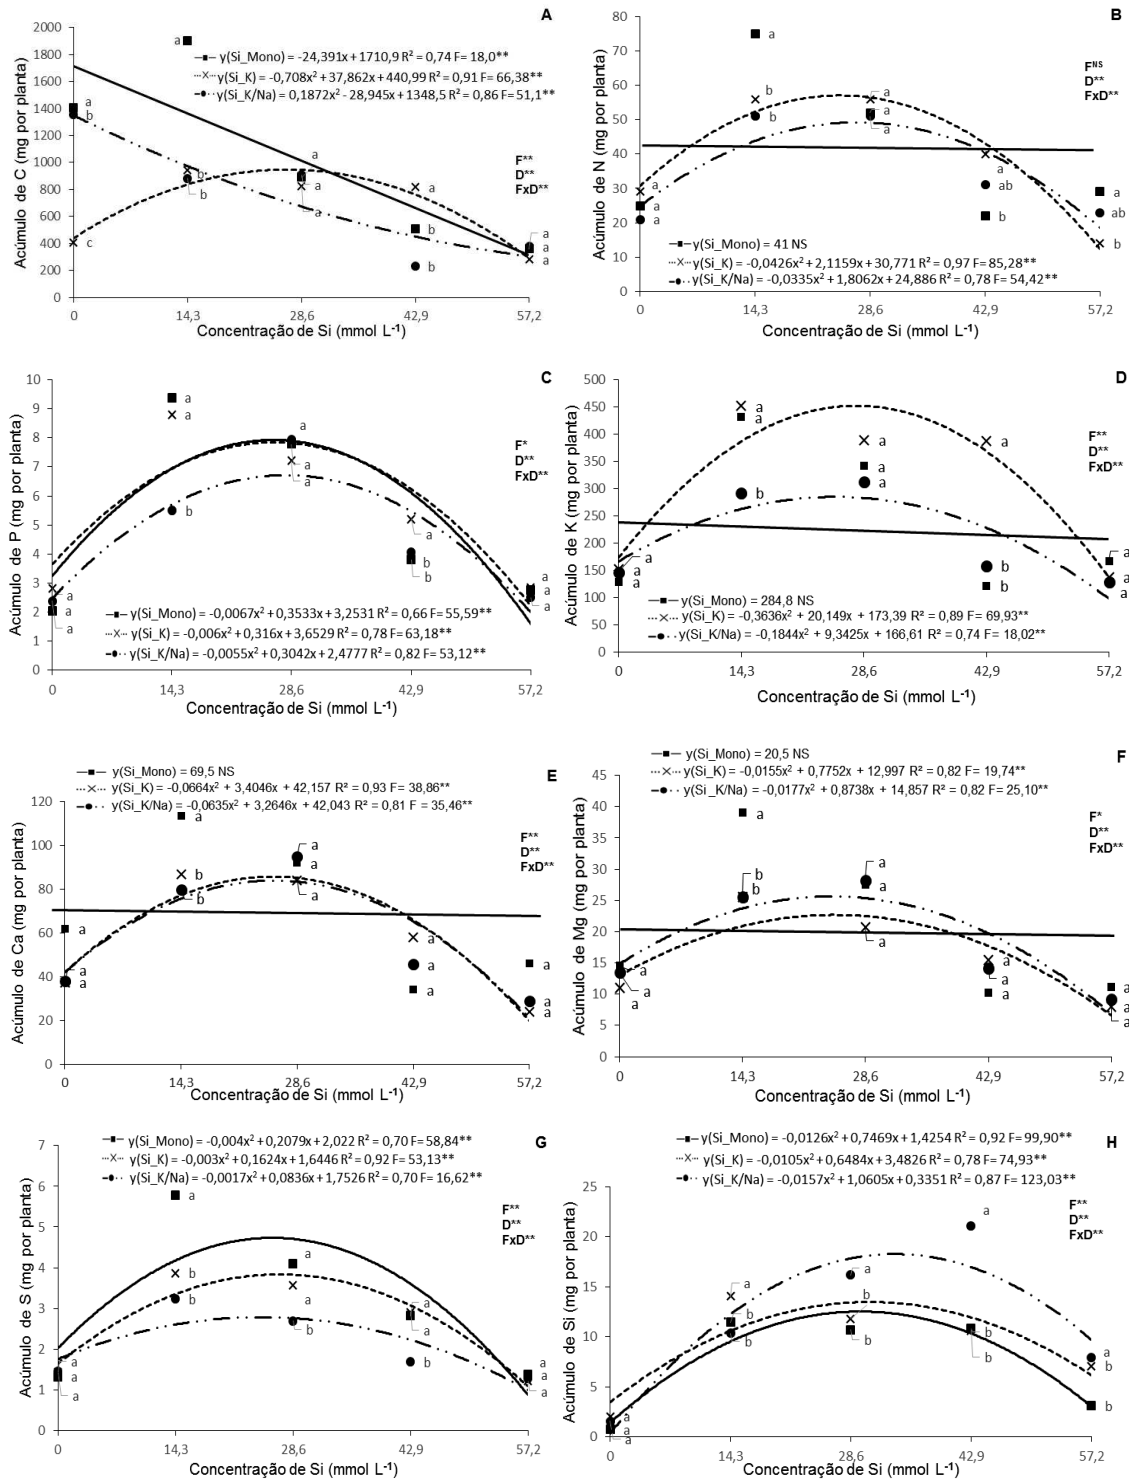 A
Acúmulo de C (mg por planta)
2000
1800
1600
1400
1200
1000
800
600
400
200
0
y(Si_Mono) = -24,391x + 1710,9 R² = 0,74 F= 18,0**
y(Si_K) = -0,708x² + 37,862x + 440,99 R² = 0,91 F= 66,38**
y(Si_K/Na) = 0,1872x² - 28,945x + 1348,5 R² = 0,86 F= 51,1**
a
a
b
c
b
b
a
a
a
a
b
b
a
a
a
F**
D**
FxD**
0 14,3 28,6 42,9 57,2
Concentração de Si (mmol L⁻¹)
B
Acúmulo de N (mg por planta)
80
70
60
50
40
30
20
10
0
F^NS
D**
FxD**
a
a
a
a
b
b
a
a
a
a
ab
b
a
ab
b
y(Si_Mono) = 41 NS
y(Si_K) = -0,0426x² + 2,1159x + 30,771 R² = 0,97 F= 85,28**
y(Si_K/Na) = -0,0335x² + 1,8062x + 24,886 R² = 0,78 F= 54,42**
0 14,3 28,6 42,9 57,2
Concentração de Si (mmol L⁻¹)
C
Acúmulo de P (mg por planta)
10
9
8
7
6
5
4
3
2
1
0
F*
D**
FxD**
a
a
a
a
a
b
a
a
a
a
b
b
a
a
a
y(Si_Mono) = -0,0067x² + 0,3533x + 3,2531 R² = 0,66 F= 55,59**
y(Si_K) = -0,006x² + 0,316x + 3,6529 R² = 0,78 F= 63,18**
y(Si_K/Na) = -0,0055x² + 0,3042x + 2,4777 R² = 0,82 F= 53,12**
0 14,3 28,6 42,9 57,2
Concentração de Si (mmol L⁻¹)
D
Acúmulo de K (mg por planta)
500
450
400
350
300
250
200
150
100
50
0
F**
D**
FxD**
a
a
a
a
a
b
a
a
a
a
b
b
a
a
a
y(Si_Mono) = 284,8 NS
y(Si_K) = -0,3636x² + 20,149x + 173,39 R² = 0,89 F= 69,93**
y(Si_K/Na) = -0,1844x² + 9,3425x + 166,61 R² = 0,74 F= 18,02**
0 14,3 28,6 42,9 57,2
Concentração de Si (mmol L⁻¹)
y(Si_Mono) = 69,5 NS
y(Si_K) = -0,0664x² + 3,4046x + 42,157 R² = 0,93 F= 38,86**
y(Si_K/Na) = -0,0635x² + 3,2646x + 42,043 R² = 0,81 F = 35,46**
E
Acúmulo de Ca (mg por planta)
120
100
80
60
40
20
0
F**
D**
FxD**
a
a
a
a
b
b
a
a
a
a
a
a
a
a
a
0 14,3 28,6 42,9 57,2
Concentração de Si (mmol L⁻¹)
y(Si_Mono) = 20,5 NS
y(Si_K) = -0,0155x² + 0,7752x + 12,997 R² = 0,82 F= 19,74**
y(Si_K/Na) = -0,0177x² + 0,8738x + 14,857 R² = 0,82 F= 25,10**
F
Acúmulo de Mg (mg por planta)
45
40
35
30
25
20
15
10
5
0
F*
D**
FxD**
a
a
a
a
b
b
a
a
a
a
a
a
a
a
a
0 14,3 28,6 42,9 57,2
Concentração de Si (mmol L⁻¹)
y(Si_Mono) = -0,004x² + 0,2079x + 2,022 R² = 0,70 F= 58,84**
y(Si_K) = -0,003x² + 0,1624x + 1,6446 R² = 0,92 F= 53,13**
y(Si_K/Na) = -0,0017x² + 0,0836x + 1,7526 R² = 0,70 F= 16,62**
G
Acúmulo de S (mg por planta)
7
6
5
4
3
2
1
0
F**
D**
FxD**
a
a
a
a
b
b
a
a
b
a
a
b
a
a
a
0 14,3 28,6 42,9 57,2
Concentração de Si (mmol L⁻¹)
y(Si_Mono) = -0,0126x² + 0,7469x + 1,4254 R² = 0,92 F= 99,90**
y(Si_K) = -0,0105x² + 0,6484x + 3,4826 R² = 0,78 F= 74,93**
y(Si_K/Na) = -0,0157x² + 1,0605x + 0,3351 R² = 0,87 F= 123,03**
H
Acúmulo de Si (mg por planta)
25
20
15
10
5
0
F**
D**
FxD**
a
a
a
a
b
b
a
b
b
a
b
b
a
b
b
0 14,3 28,6 42,9 57,2
Concentração de Si (mmol L⁻¹)